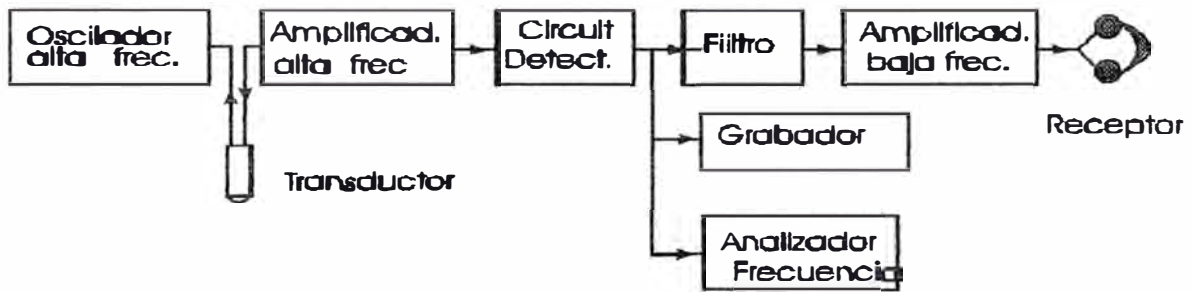 Oscilador
alta frec.
Amplificad.
alta frec
Circuit
Detect.
Filtro
Amplificad.
baja frec.
Receptor
Grabador
Transductor
Analizador
Frecuencia